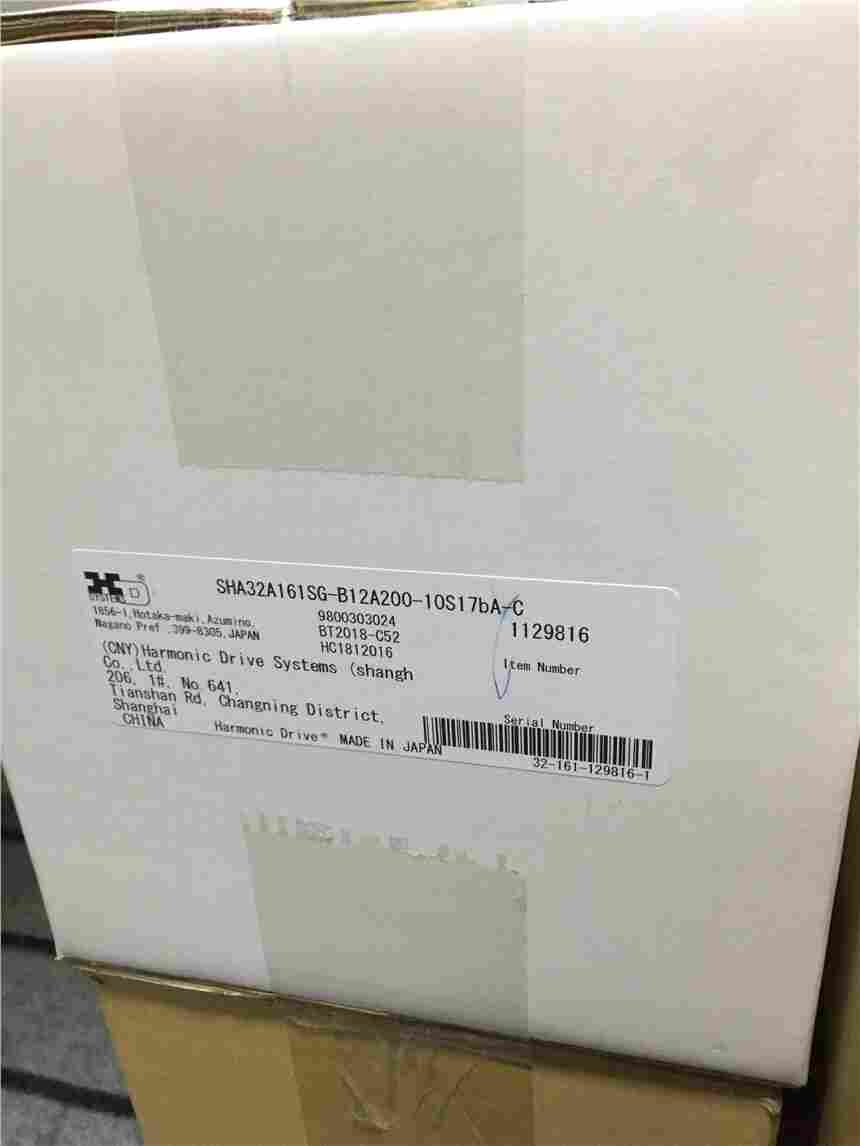 SHA32A161SG-B12A200-10S17bA-C
HD
SYSTEMS
®
1856-1,Hotaka-maki,Azumino,
Nagano Pref.399-8305,JAPAN
9800303024
BT2018-C52
HC1812016
1129816
Item Number
(CNY)Harmonic Drive Systems (shangh
Co.,Ltd.
206, 1#, No.641,
Tianshan Rd, Changning District,
Shanghai
CHINA
Harmonic Drive® MADE IN JAPAN
Serial Number
32-161-129816-1